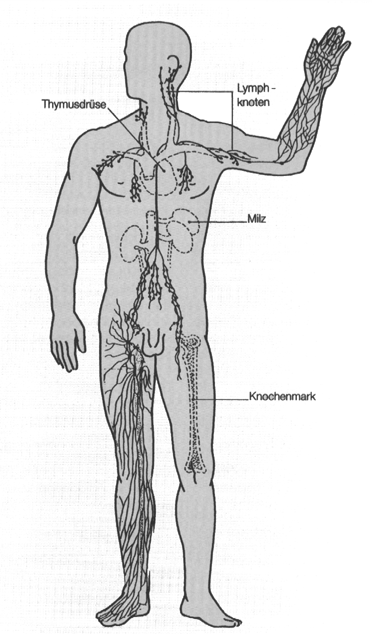 Lymph-
knoten
Thymusdrüse
Milz
Knochenmark